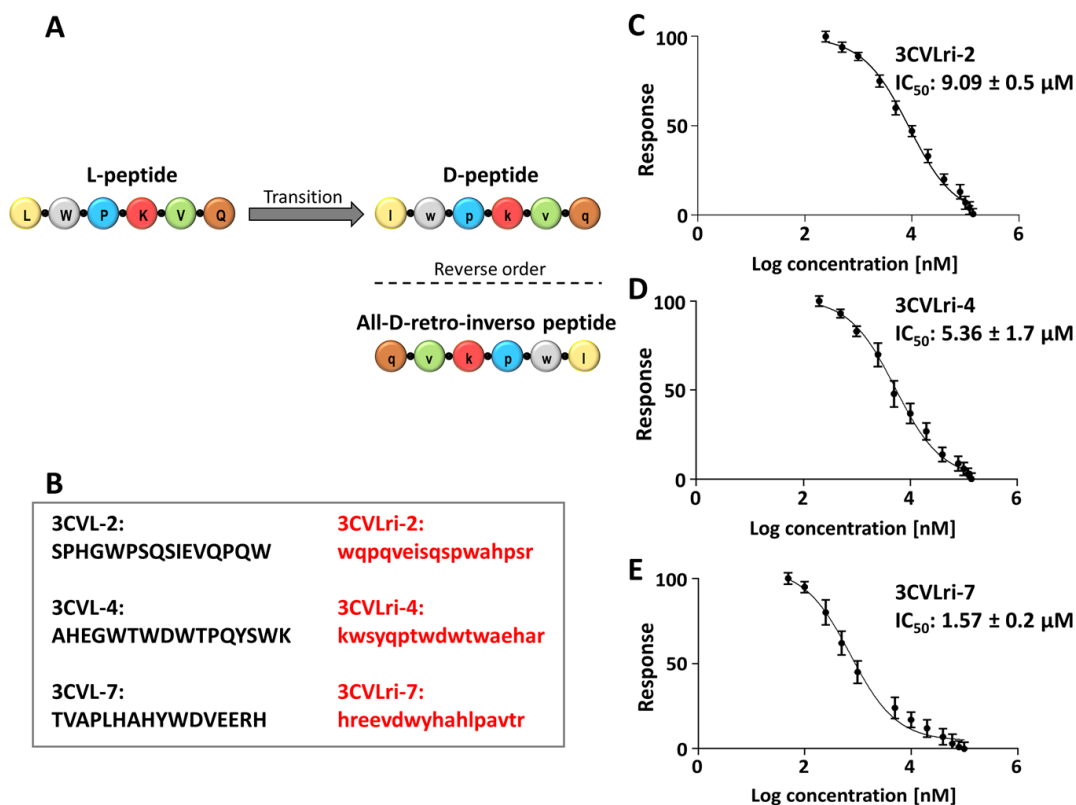 A
L-peptide
L W P K V Q
Transition
D-peptide
l w p k v q
Reverse order
All-D-retro-inverso peptide
q v k p w l
B
3CVL-2:
SPHGWPSQSIEVQPQW
3CVLri-2:
wqpqveisqspwahpsr
3CVL-4:
AHEGWTWDWTPQYSWK
3CVLri-4:
kwsyqptwdwtwaehar
3CVL-7:
TVAPLHAHYWDVEERH
3CVLri-7:
hreevdwyhahlpavtr
C
3CVLri-2
IC50: 9.09 ± 0.5 µM
Response
100
50
0
0 2 4 6
Log concentration [nM]
D
3CVLri-4
IC50: 5.36 ± 1.7 µM
Response
100
50
0
0 2 4 6
Log concentration [nM]
E
3CVLri-7
IC50: 1.57 ± 0.2 µM
Response
100
50
0
0 2 4 6
Log concentration [nM]